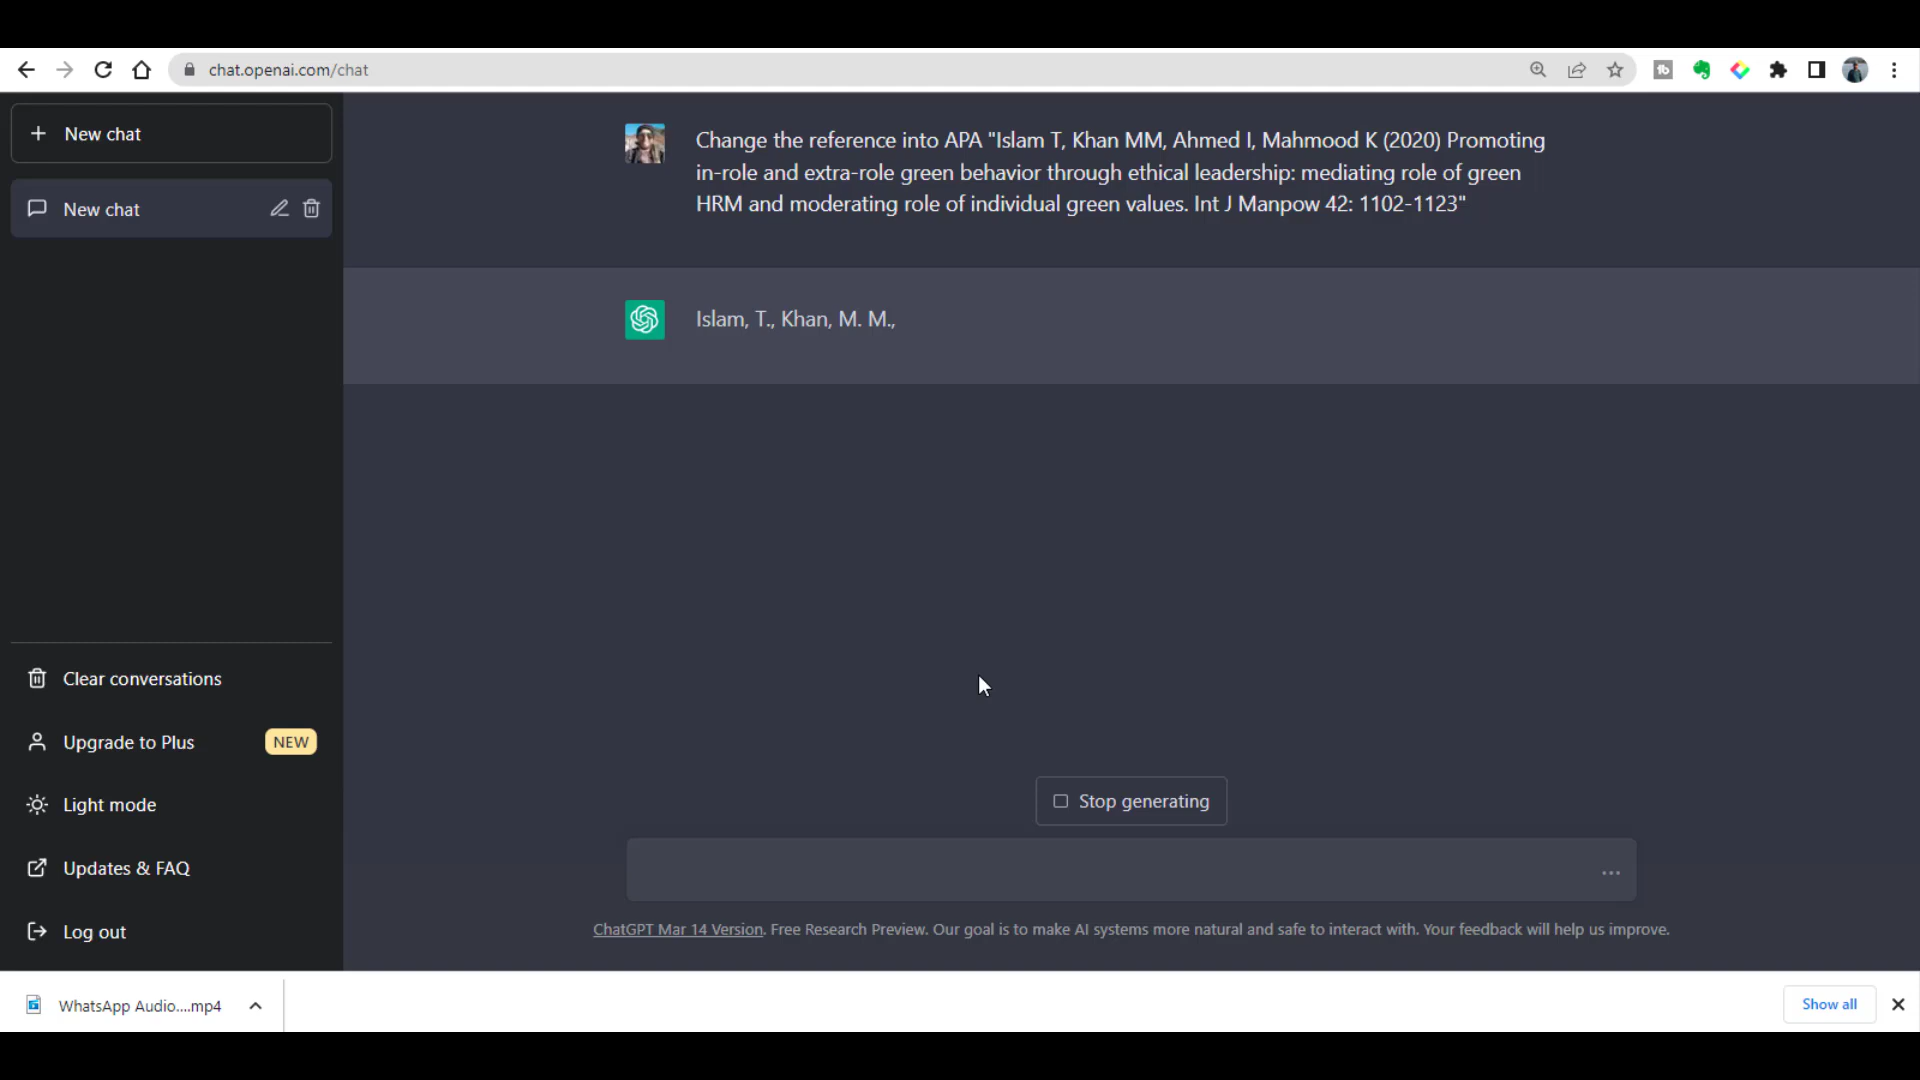 chat.openai.com/chat
New chat
New chat
Clear conversations
Upgrade to Plus
NEW
Light mode
Updates & FAQ
Log out
Change the reference into APA "Islam T, Khan MM, Ahmed I, Mahmood K (2020) Promoting
in-role and extra-role green behavior through ethical leadership: mediating role of green
HRM and moderating role of individual green values. Int J Manpow 42: 1102-1123"
Islam, T., Khan, M. M.,
Stop generating
...
ChatGPT Mar 14 Version. Free Research Preview. Our goal is to make AI systems more natural and safe to interact with. Your feedback will help us improve.
WhatsApp Audio....mp4
Show all